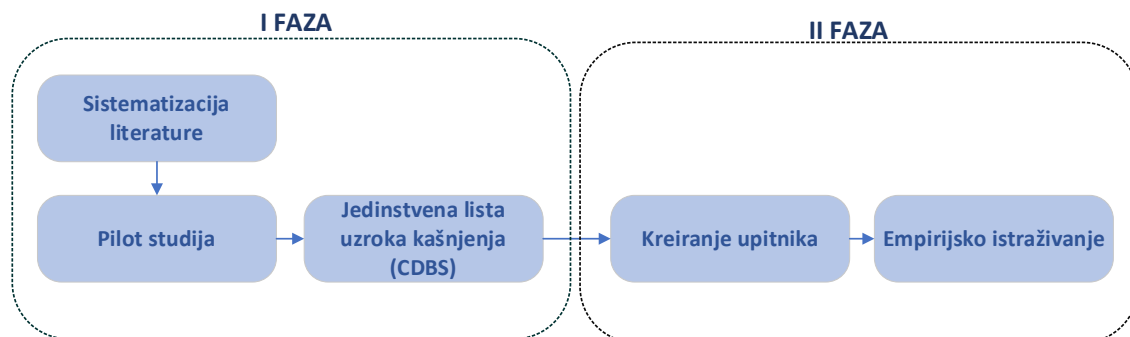 I FAZA
II FAZA
Sistematizacija
literature
Pilot studija
Jedinstvena lista
uzroka kašnjenja
(CDBS)
Kreiranje upitnika
Empirijsko istraživanje